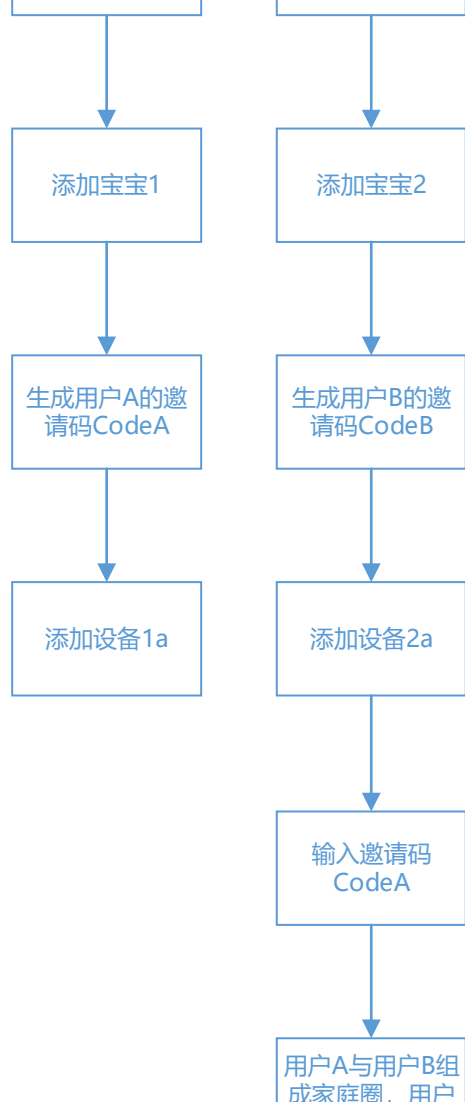 添加宝宝1
添加宝宝2
生成用户A的邀
请码CodeA
生成用户B的邀
请码CodeB
添加设备1a
添加设备2a
输入邀请码
CodeA
用户A与用户B组
成家庭圈，用户